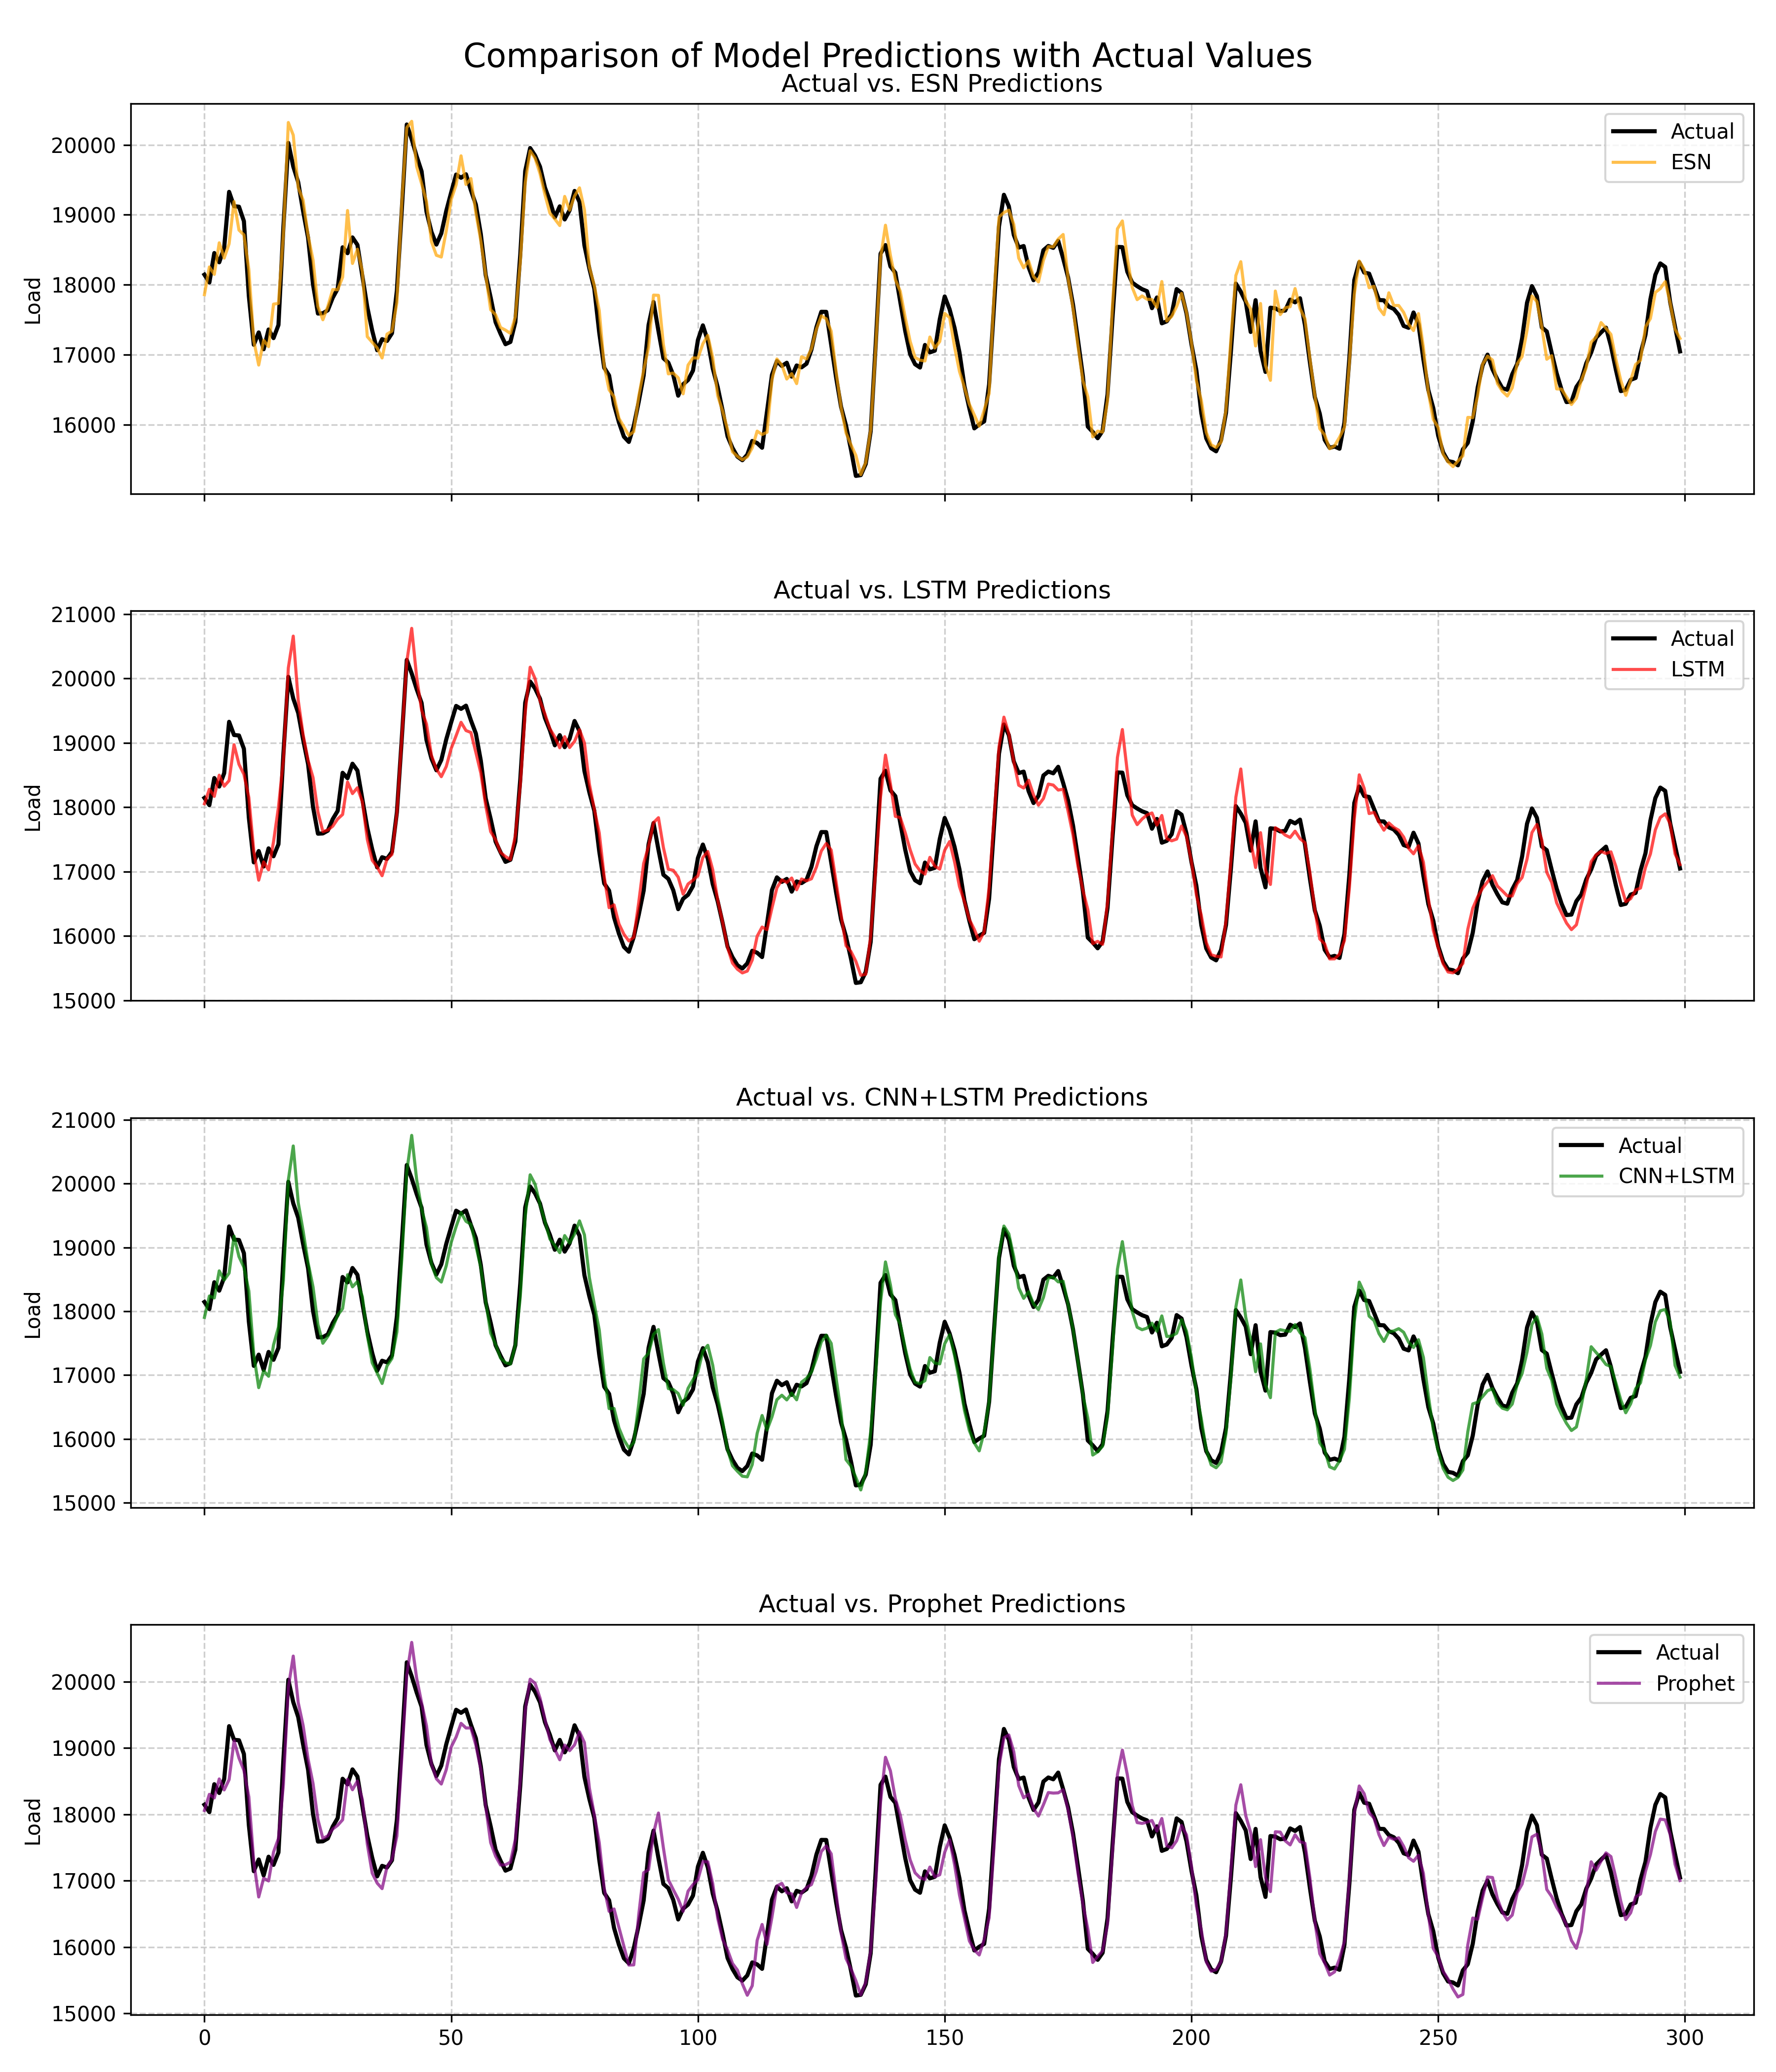 Comparison of Model Predictions with Actual Values
Actual vs. ESN Predictions
Load
20000
19000
18000
17000
16000
Actual
ESN
Actual vs. LSTM Predictions
Load
21000
20000
19000
18000
17000
16000
15000
Actual
LSTM
Actual vs. CNN+LSTM Predictions
Load
21000
20000
19000
18000
17000
16000
15000
Actual
CNN+LSTM
Actual vs. Prophet Predictions
Load
20000
19000
18000
17000
16000
15000
Actual
Prophet
0 50 100 150 200 250 300